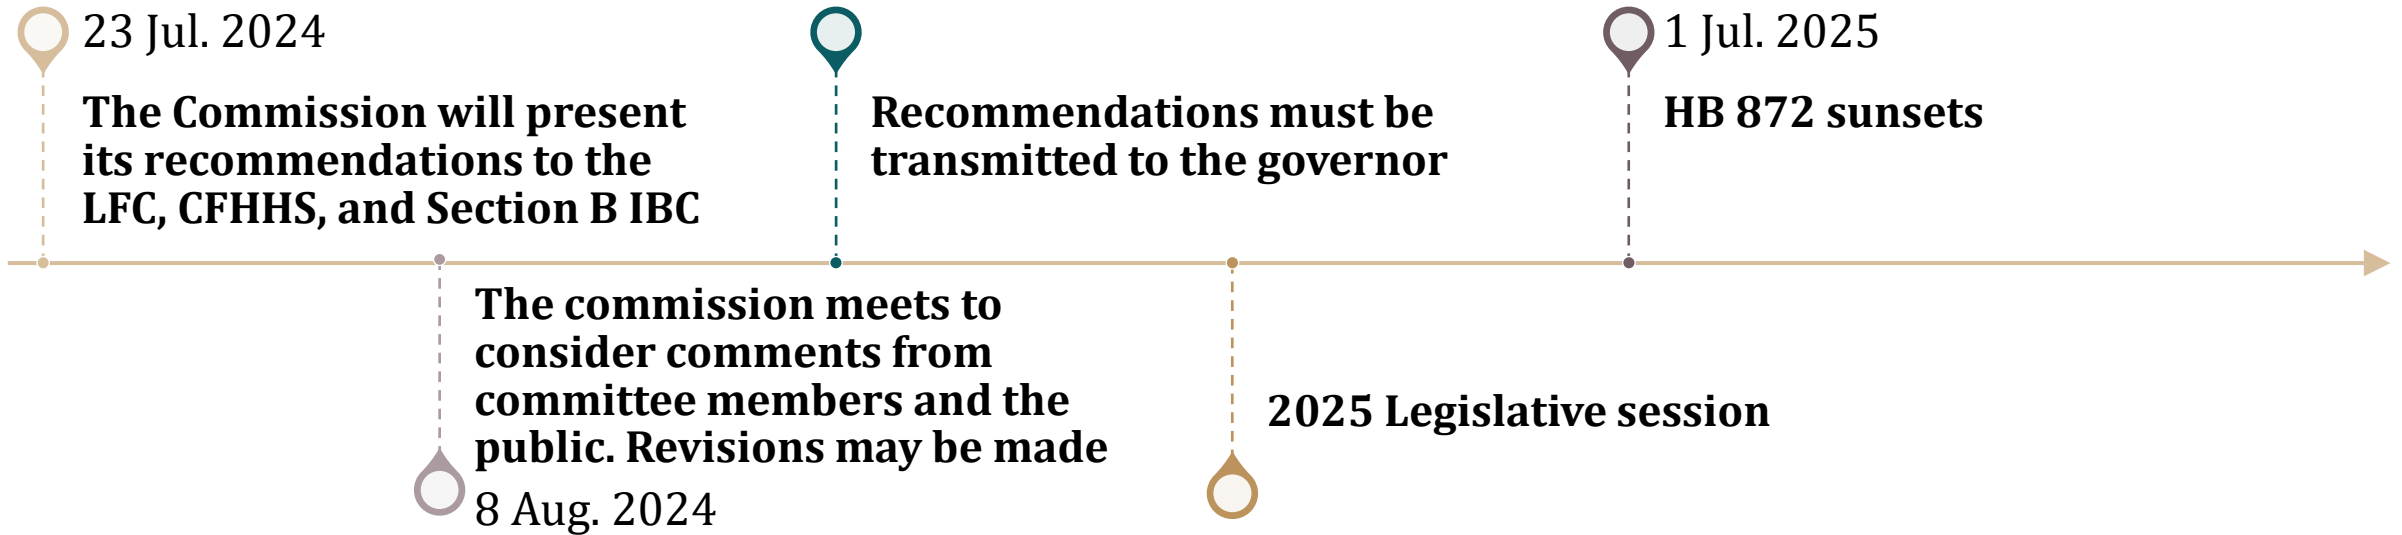 23 Jul. 2024
The Commission will present
its recommendations to the
LFC, CFHHS, and Section B IBC
The commission meets to
consider comments from
committee members and the
public. Revisions may be made
8 Aug. 2024
Recommendations must be
transmitted to the governor
2025 Legislative session
1 Jul. 2025
HB 872 sunsets